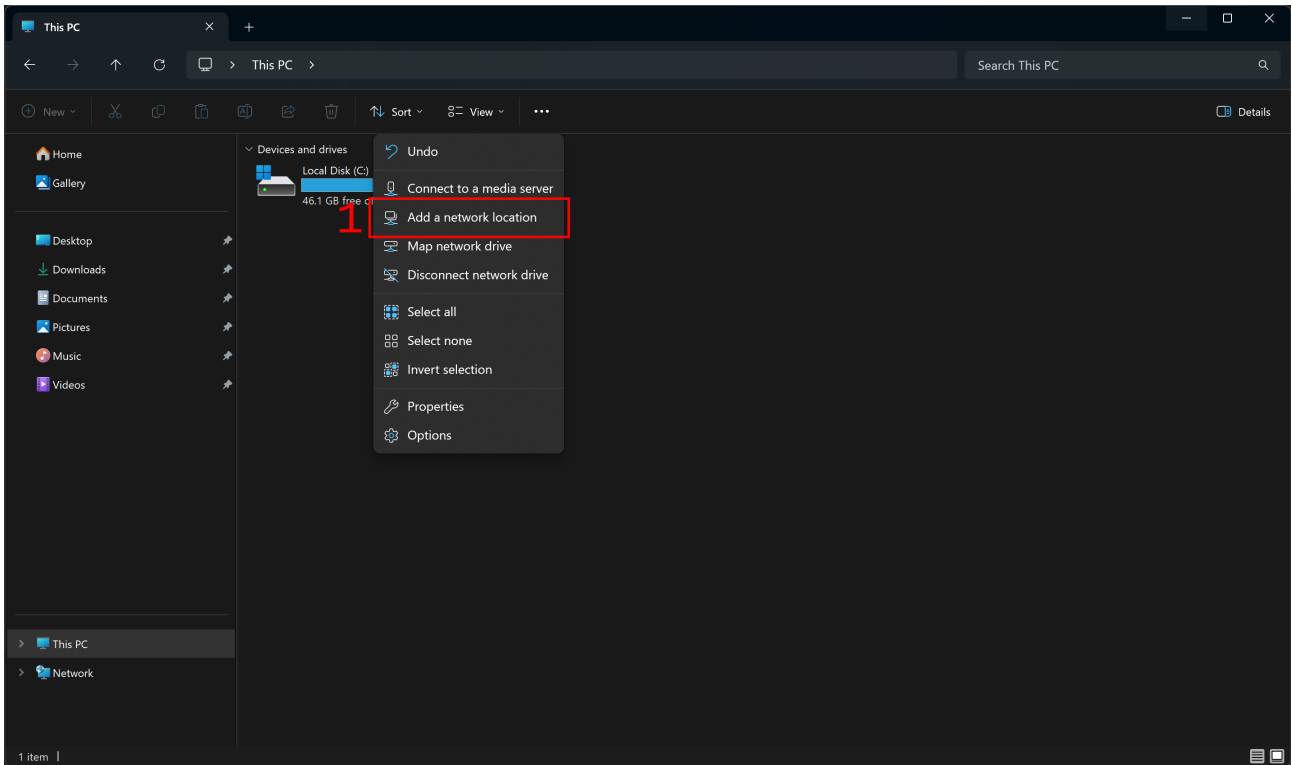 This PC
This PC
Search This PC
New
Sort
View
Details
Home
Gallery
Desktop
Downloads
Documents
Pictures
Music
Videos
This PC
Network
Devices and drives
Local Disk (C:)
46.1 GB free
1
Undo
Connect to a media server
Add a network location
Map network drive
Disconnect network drive
Select all
Select none
Invert selection
Properties
Options
1 item